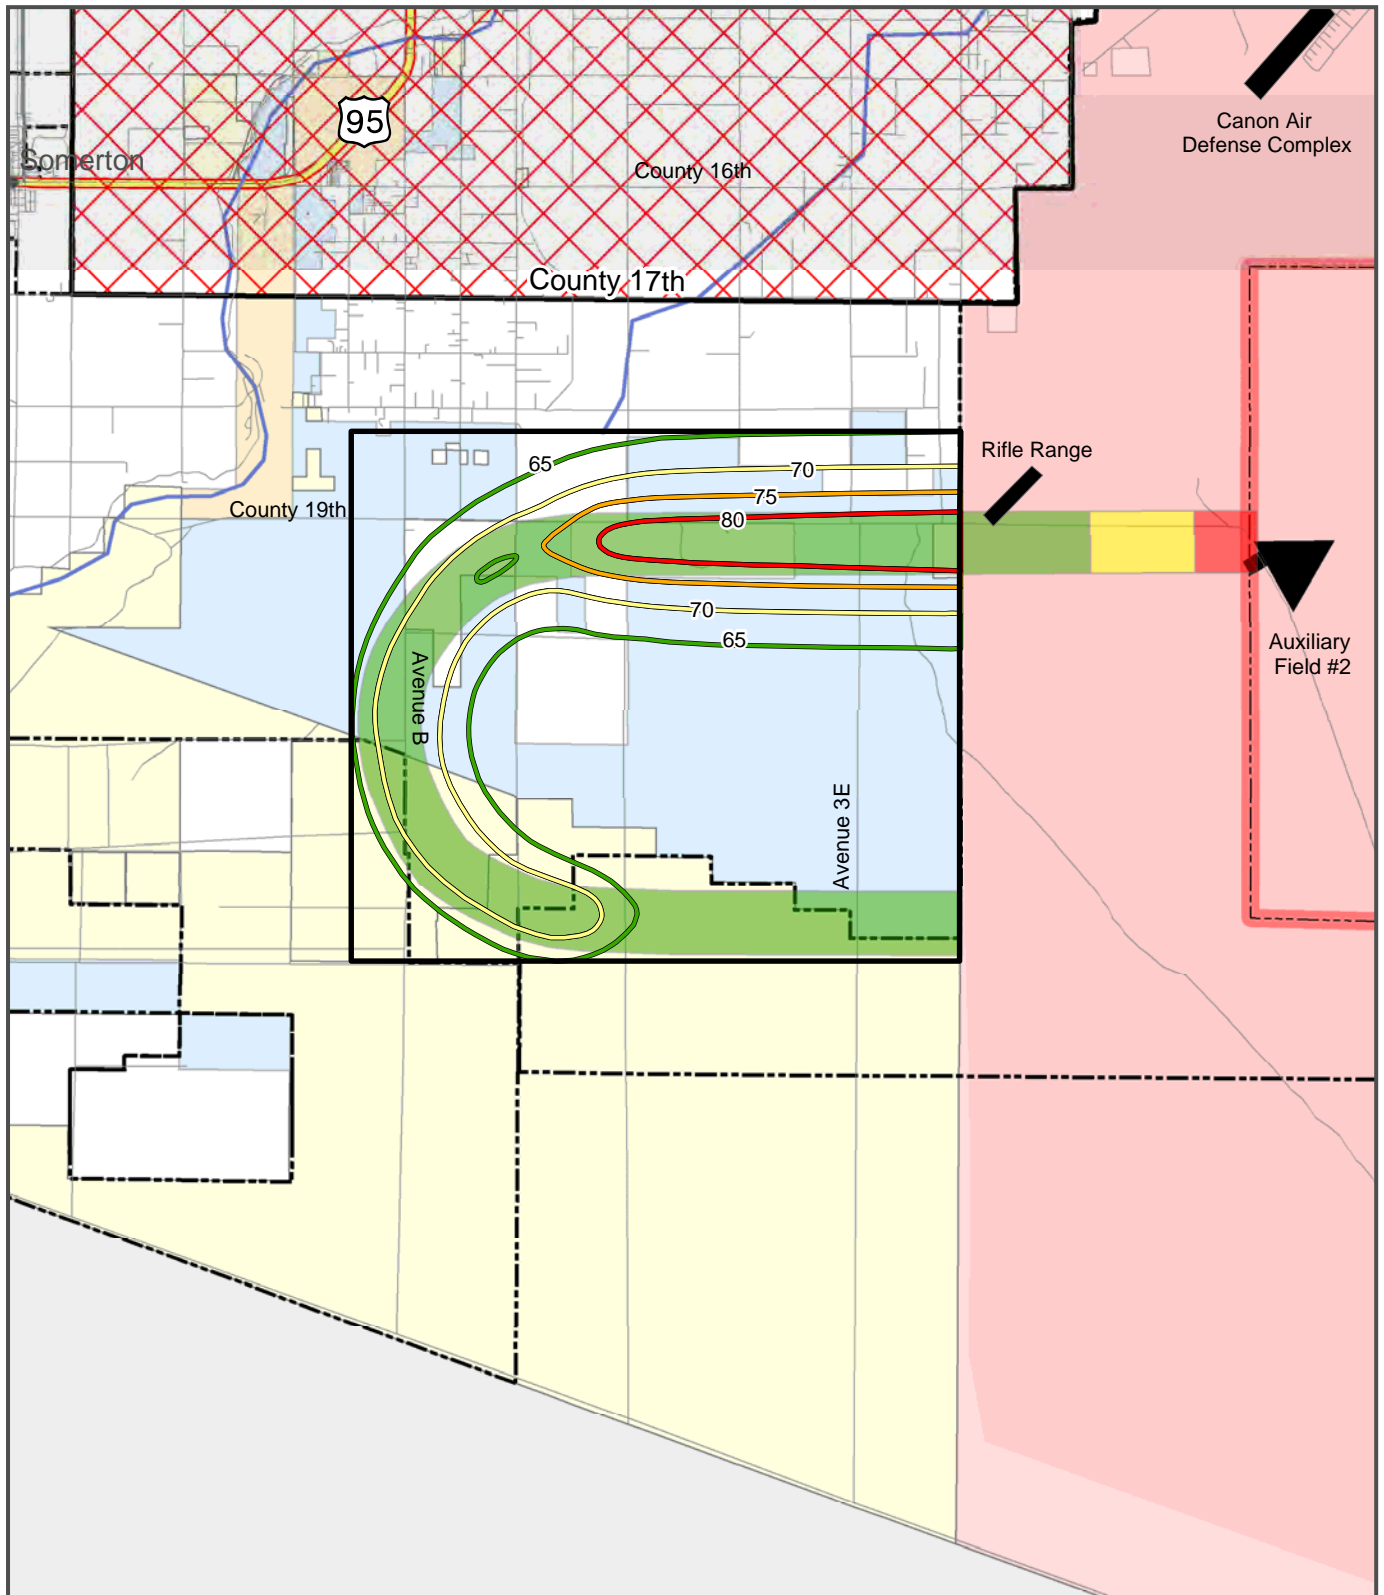 95
Canon Air
Defense Complex
Somerton
County 16th
County 17th
Rifle Range
65
70
75
County 19th
80
70
65
Auxiliary
Field #2
Avenue B
Avenue 3E